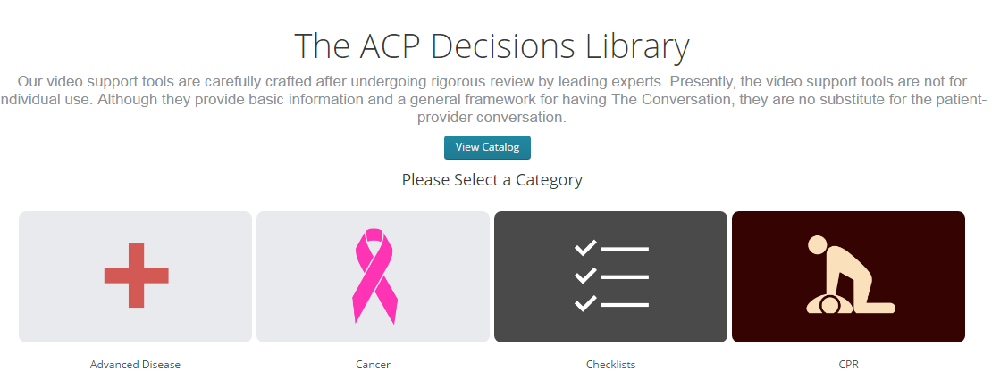 The ACP Decisions Library
Our video support tools are carefully crafted after undergoing rigorous review by leading experts. Presently, the video support tools are not for
ndividual use. Although they provide basic information and a general framework for having The Conversation, they are no substitute for the patient-
provider conversation.
View Catalog
Please Select a Category
Advanced Disease
Cancer
Checklists
CPR